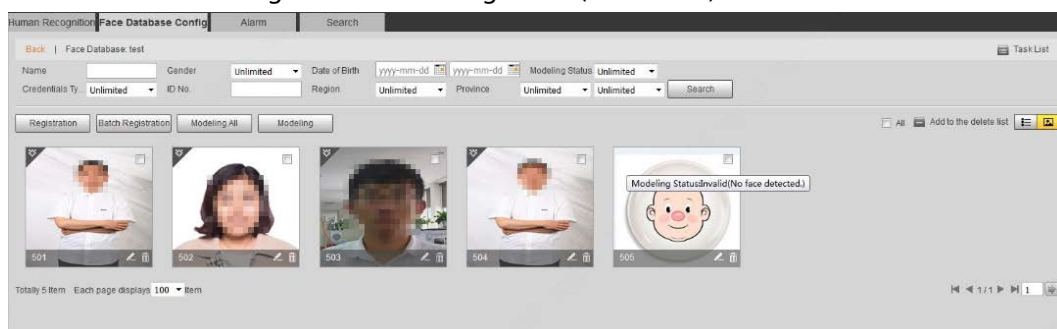 Human Recognition Face Database Config Alarm Search
Back | Face Database: test Task List
Name Gender Unlimited Date of Birth yyyy-mm-dd yyyy-mm-dd Modeling Status Unlimited
Credentials Ty... Unlimited ID No. Region Unlimited Province Unlimited Unlimited Search
Registration Batch Registration Modeling All Modeling All Add to the delete list
Modeling Status:Invalid(No face detected.)
501 502 503 504 505
Totally 5 Item Each page displays 100 Item 1/1 1